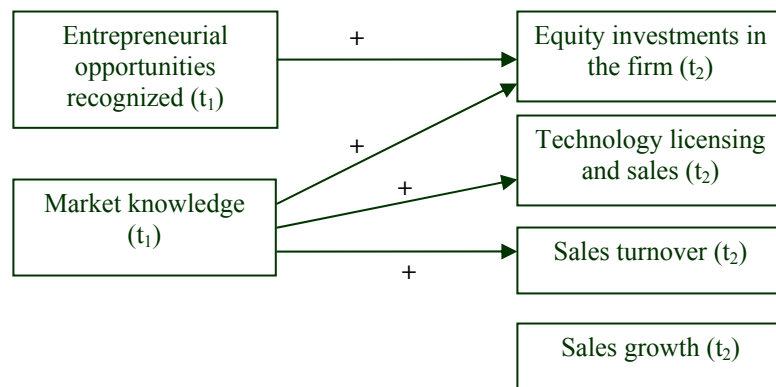 Entrepreneurial
opportunities
recognized (t₁)
+
Equity investments in
the firm (t₂)
+
Technology licensing
and sales (t₂)
+
Market knowledge
(t₁)
Sales turnover (t₂)
+
Sales growth (t₂)